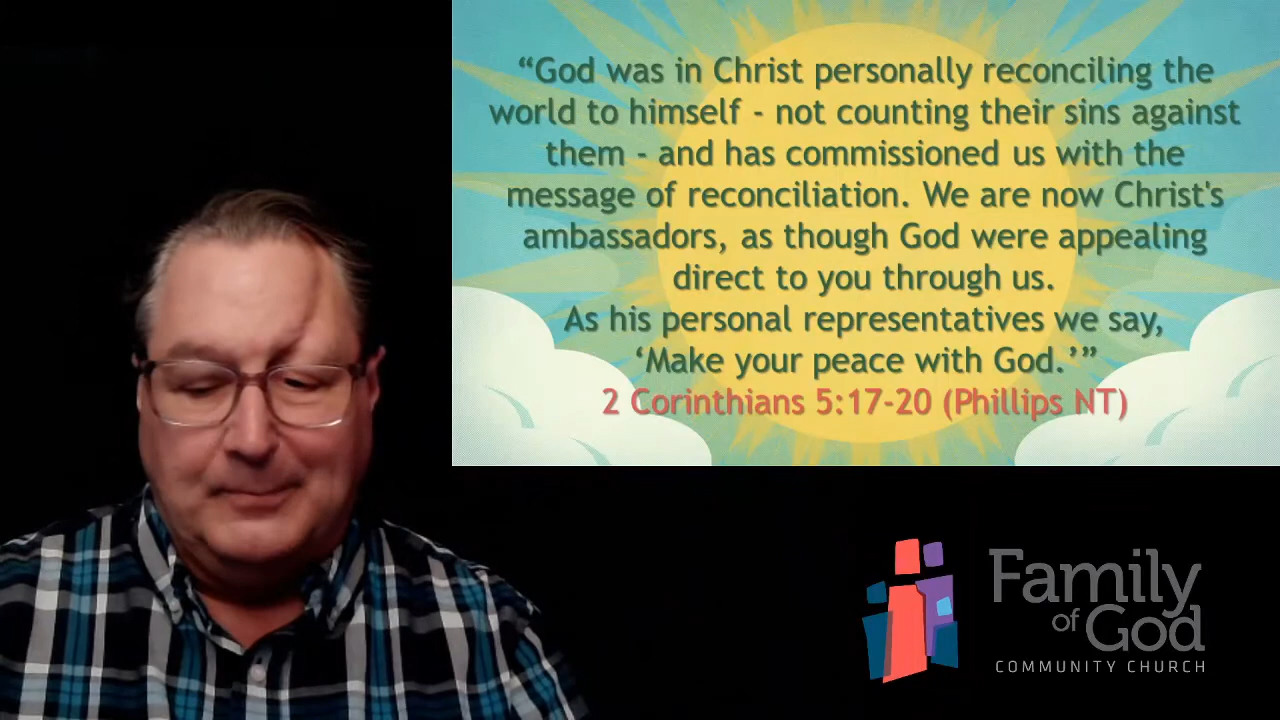 “God was in Christ personally reconciling the
world to himself - not counting their sins against
them - and has commissioned us with the
message of reconciliation. We are now Christ's
ambassadors, as though God were appealing
direct to you through us.
As his personal representatives we say,
‘Make your peace with God.’”
2 Corinthians 5:17-20 (Phillips NT)
Family
of God
COMMUNITY CHURCH